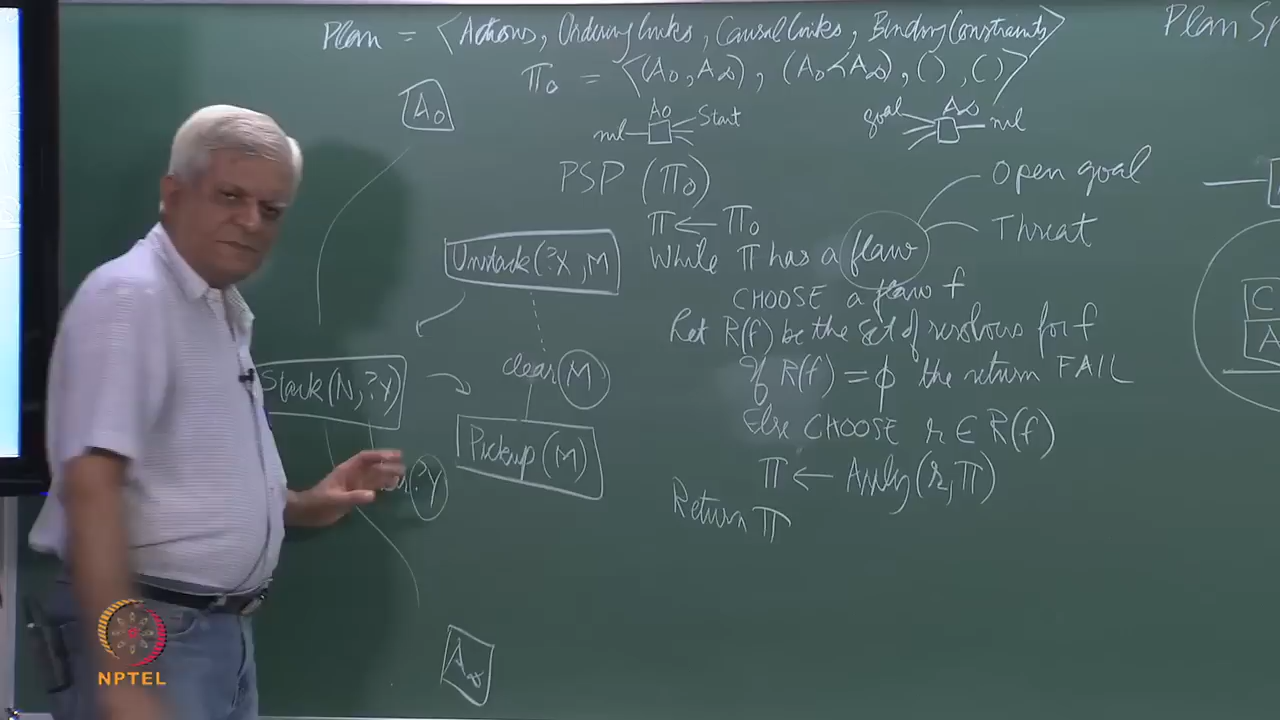 Plan = <Actions, Ordering links, Causal links, Binding Constraints>
Plan Sp
π₀ = <(A₀, A∞), (A₀<A∞), ( ), ( )>
A₀
nil
A₀
Start
goal
A∞
nil
PSP (π₀)
Open goal
π ← π₀
Threat
Unstack(?X, M
While π has a flaw
CHOOSE a flaw f
Let R(f) be the set of resolvers for f
clear(M)
If R(f) = ϕ the return FAIL
Stack(N, ?Y)
Else CHOOSE r ∈ R(f)
Pickup(M)
π ← Apply(r, π)
?Y
Return π
A∞
C
A
NPTEL